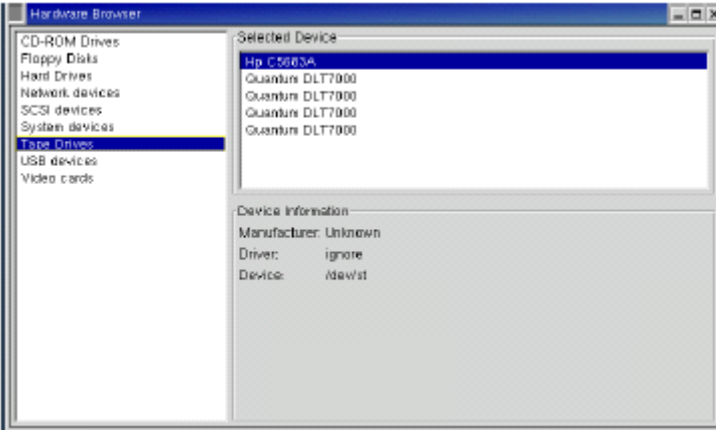 Hardware Browser
CD-ROM Drives
Floppy Disks
Hard Drives
Network devices
SCSI devices
System devices
Tape Drives
USB devices
Video cards
Selected Device
Hp C5683A
Quantum DLT7000
Quantum DLT7000
Quantum DLT7000
Quantum DLT7000
Device Information
Manufacturer: Unknown
Driver: ignore
Device: /dev/st